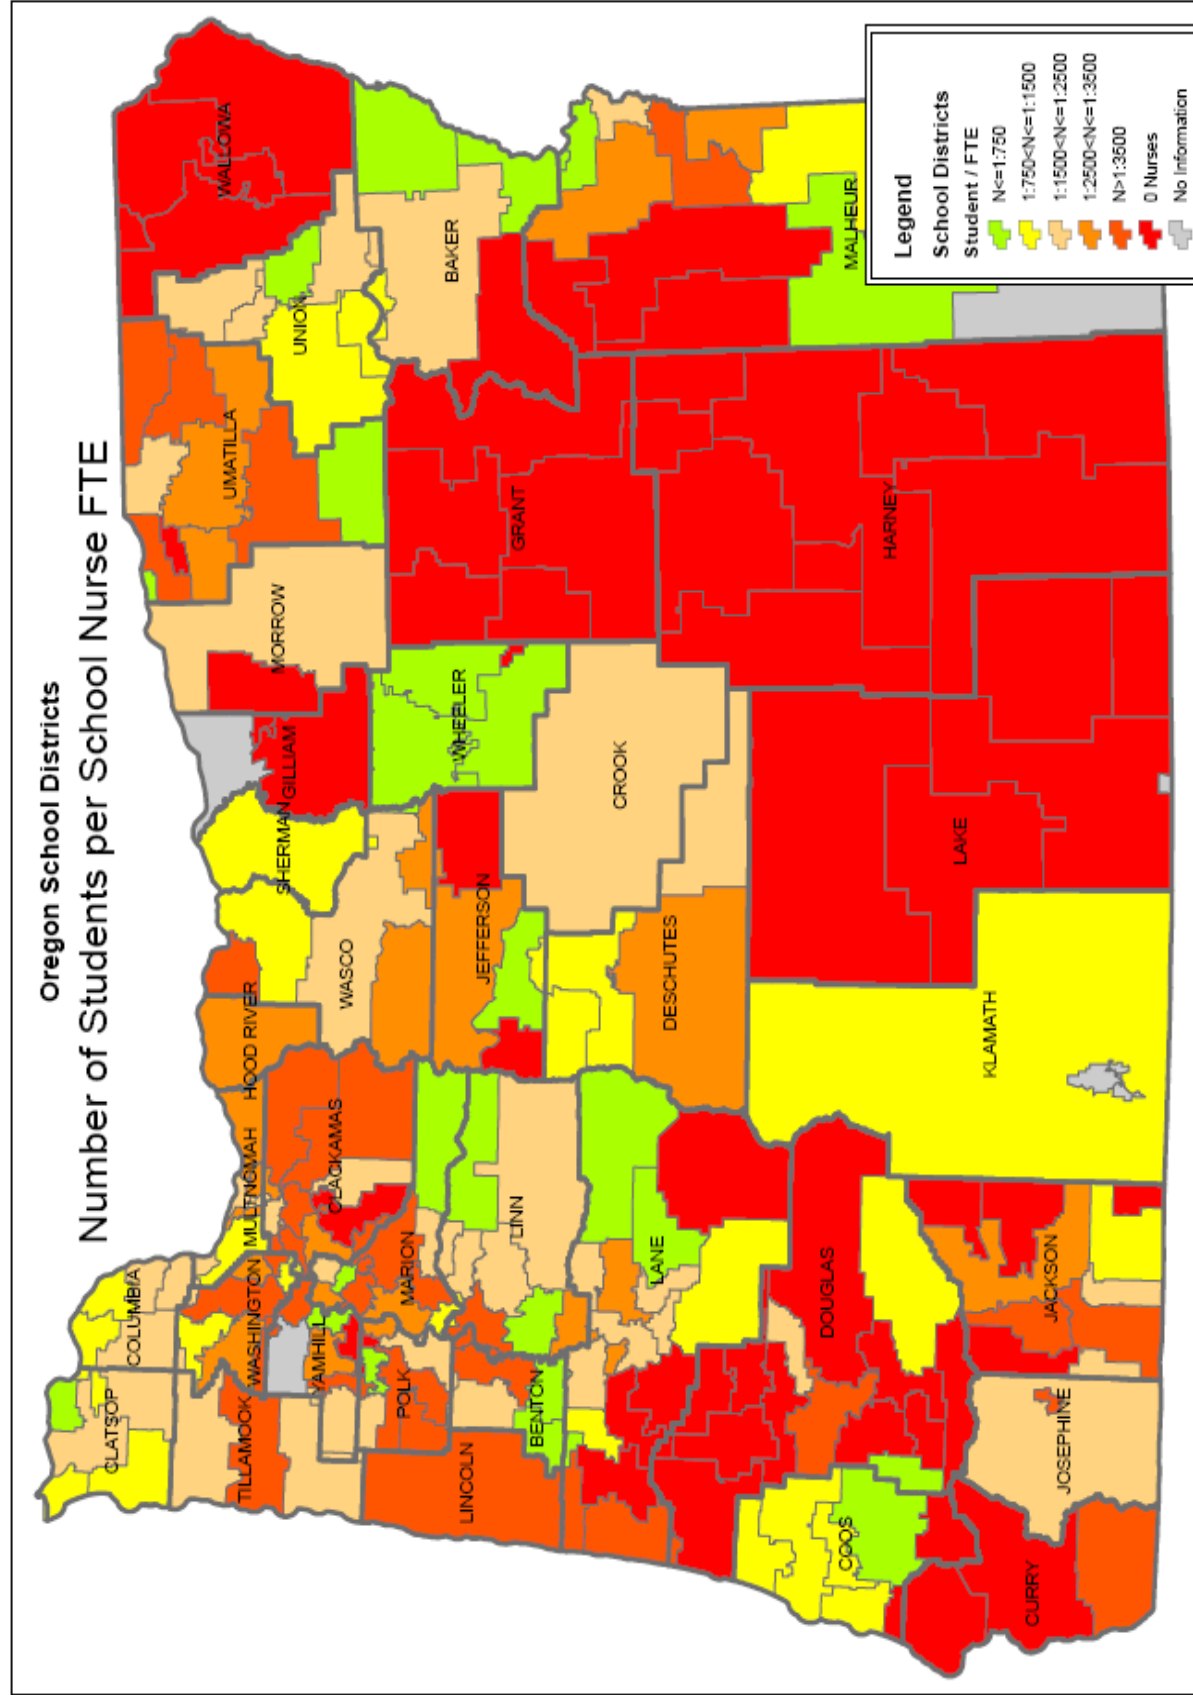 Oregon School Districts
Number of Students per School Nurse FTE
CLATSOP
COLUMBIA
TILLAMOOK
WASHINGTON
MULTNOMAH
HOOD RIVER
YAMHILL
CLACKAMAS
POLK
MARION
WASCO
SHERMAN
GILLIAM
MORROW
UMATILLA
UNION
WALLOWA
LINCOLN
BENTON
LINN
JEFFERSON
WHEELER
GRANT
BAKER
LANE
DESCHUTES
CROOK
COOS
DOUGLAS
KLAMATH
LAKE
HARNEY
MALHEUR
CURRY
JOSEPHINE
JACKSON
Legend
School Districts
Student / FTE
N<=1:750
1:750<N<=1:1500
1:1500<N<=1:2500
1:2500<N<=1:3500
N>1:3500
0 Nurses
No Information